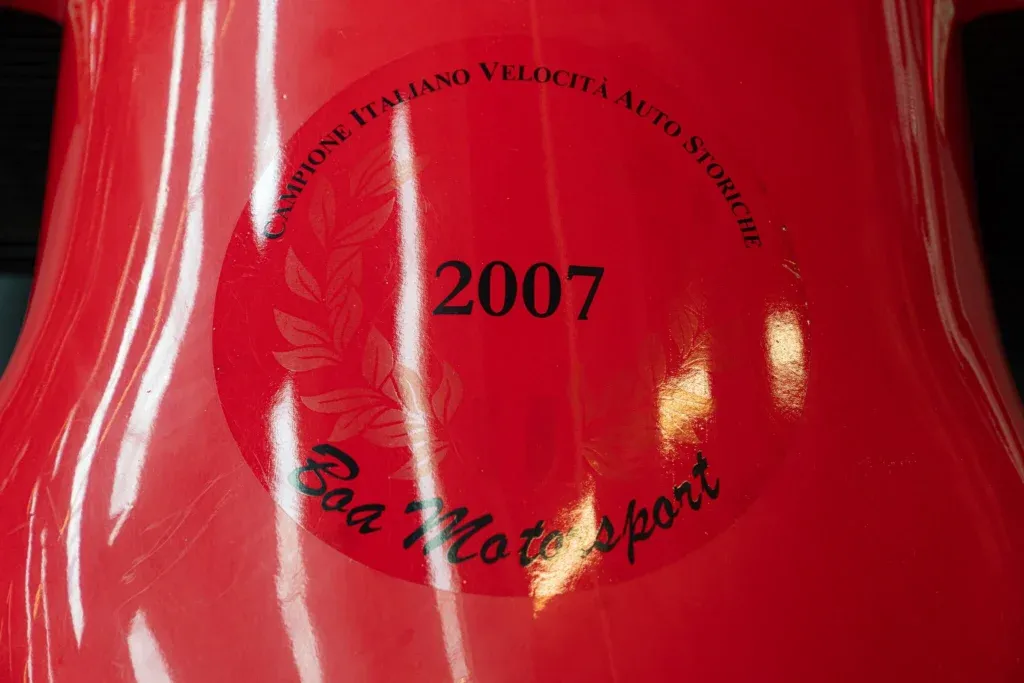 Campione Italiano Velocità Auto Storiche
2007
Boa Motorsport